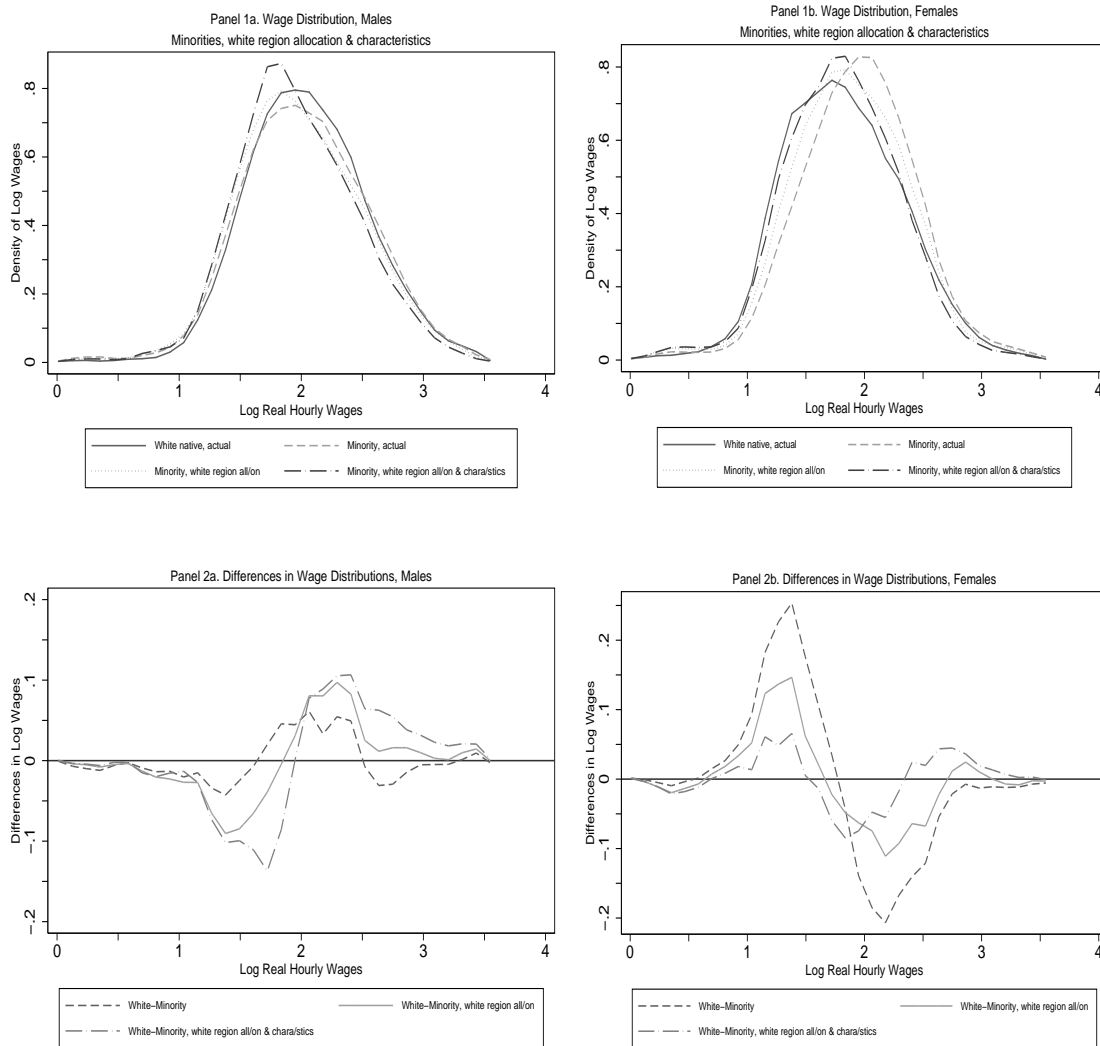 Panel 1a. Wage Distribution, Males
Minorities, white region allocation & characteristics
Density of Log Wages
0 .2 .4 .6 .8
0 1 2 3 4
Log Real Hourly Wages
White native, actual
Minority, actual
Minority, white region all/on
Minority, white region all/on & chara/stics
Panel 1b. Wage Distribution, Females
Minorities, white region allocation & characteristics
Density of Log Wages
0 .2 .4 .6 .8
0 1 2 3 4
Log Real Hourly Wages
White native, actual
Minority, actual
Minority, white region all/on
Minority, white region all/on & chara/stics
Panel 2a. Differences in Wage Distributions, Males
Differences in Log Wages
−.2 −.1 0 .1 .2
0 1 2 3 4
Log Real Hourly Wages
White−Minority
White−Minority, white region all/on
White−Minority, white region all/on & chara/stics
Panel 2b. Differences in Wage Distributions, Females
Differences in Log Wages
−.2 −.1 0 .1 .2
0 1 2 3 4
Log Real Hourly Wages
White−Minority
White−Minority, white region all/on
White−Minority, white region all/on & chara/stics